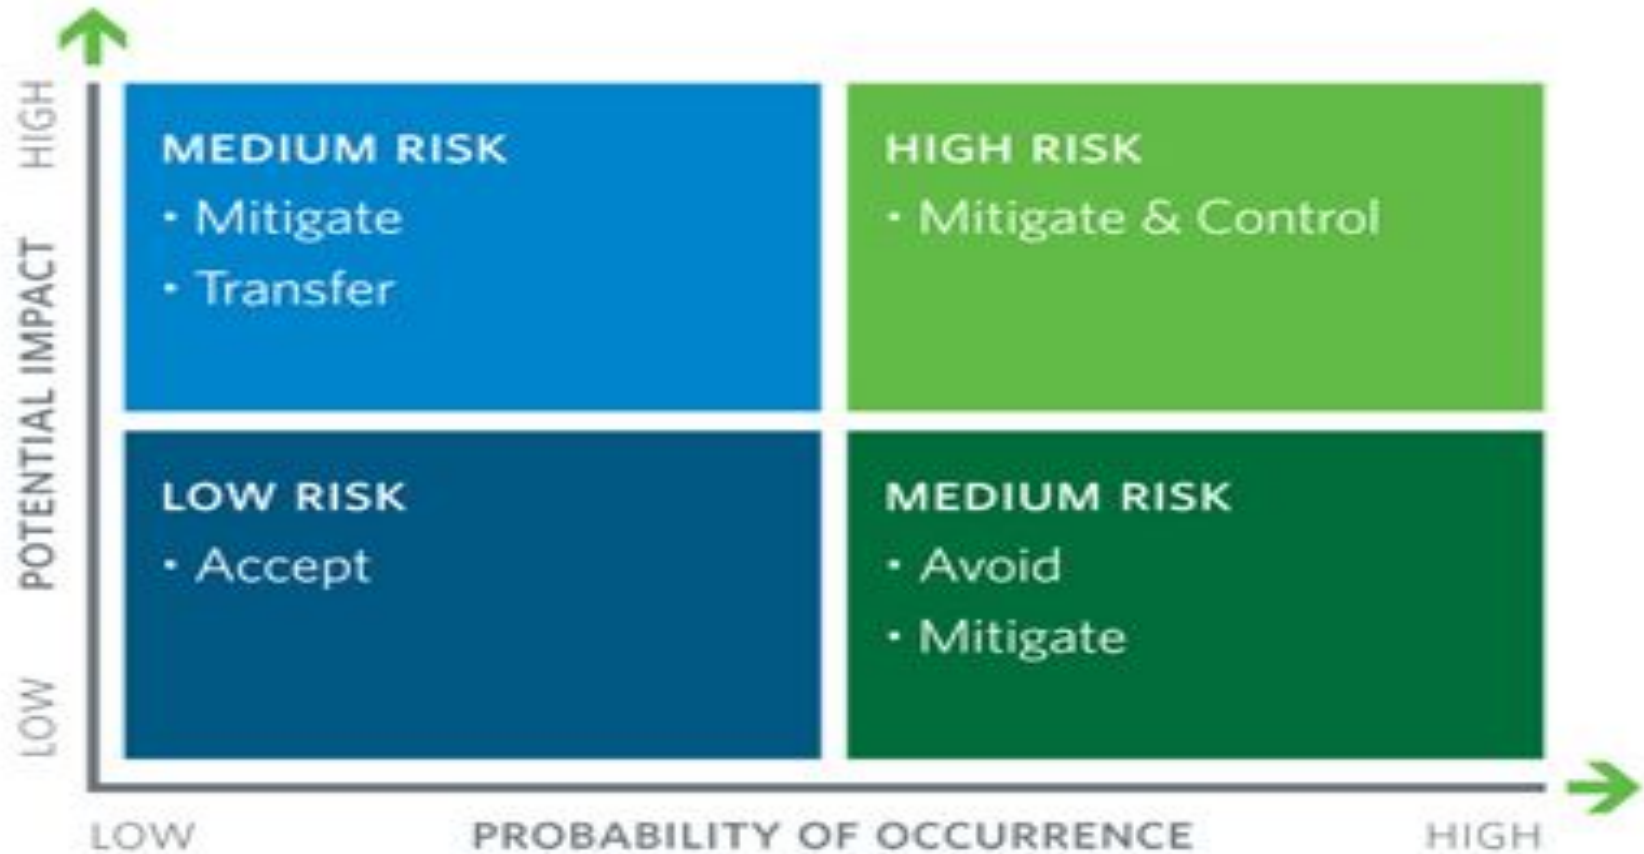 HIGH
POTENTIAL IMPACT
LOW
MEDIUM RISK
• Mitigate
• Transfer
HIGH RISK
• Mitigate & Control
LOW RISK
• Accept
MEDIUM RISK
• Avoid
• Mitigate
LOW
PROBABILITY OF OCCURRENCE
HIGH